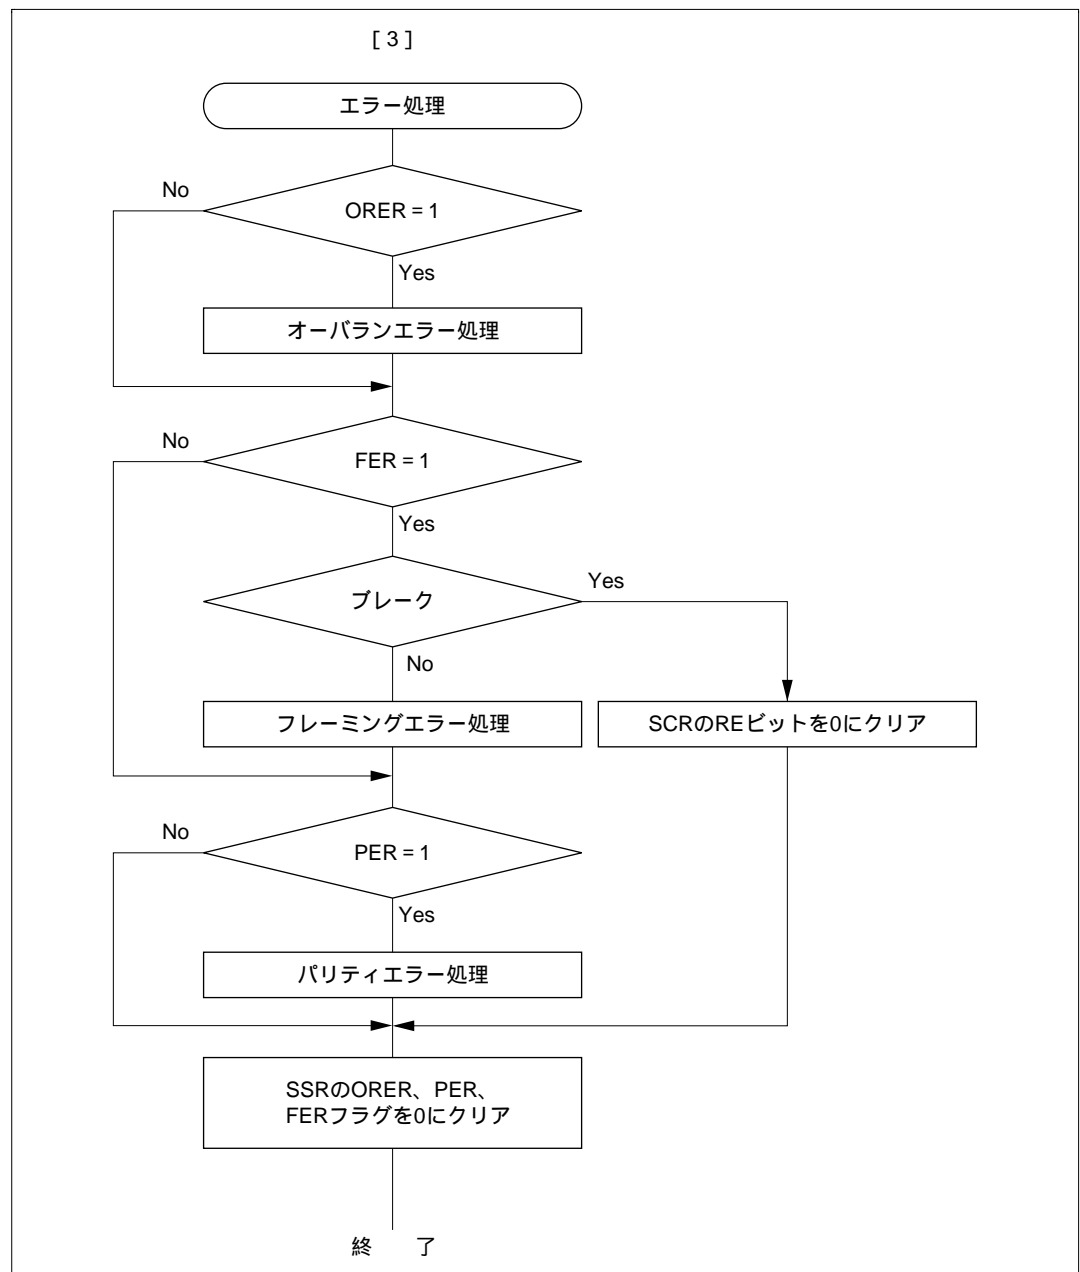 [ 3 ]
エラー処理
No
ORER = 1
Yes
オーバランエラー処理
No
FER = 1
Yes
ブレーク
Yes
No
フレーミングエラー処理
SCRのREビットを0にクリア
No
PER = 1
Yes
パリティエラー処理
SSRのORER、PER、
FERフラグを0にクリア
終　了